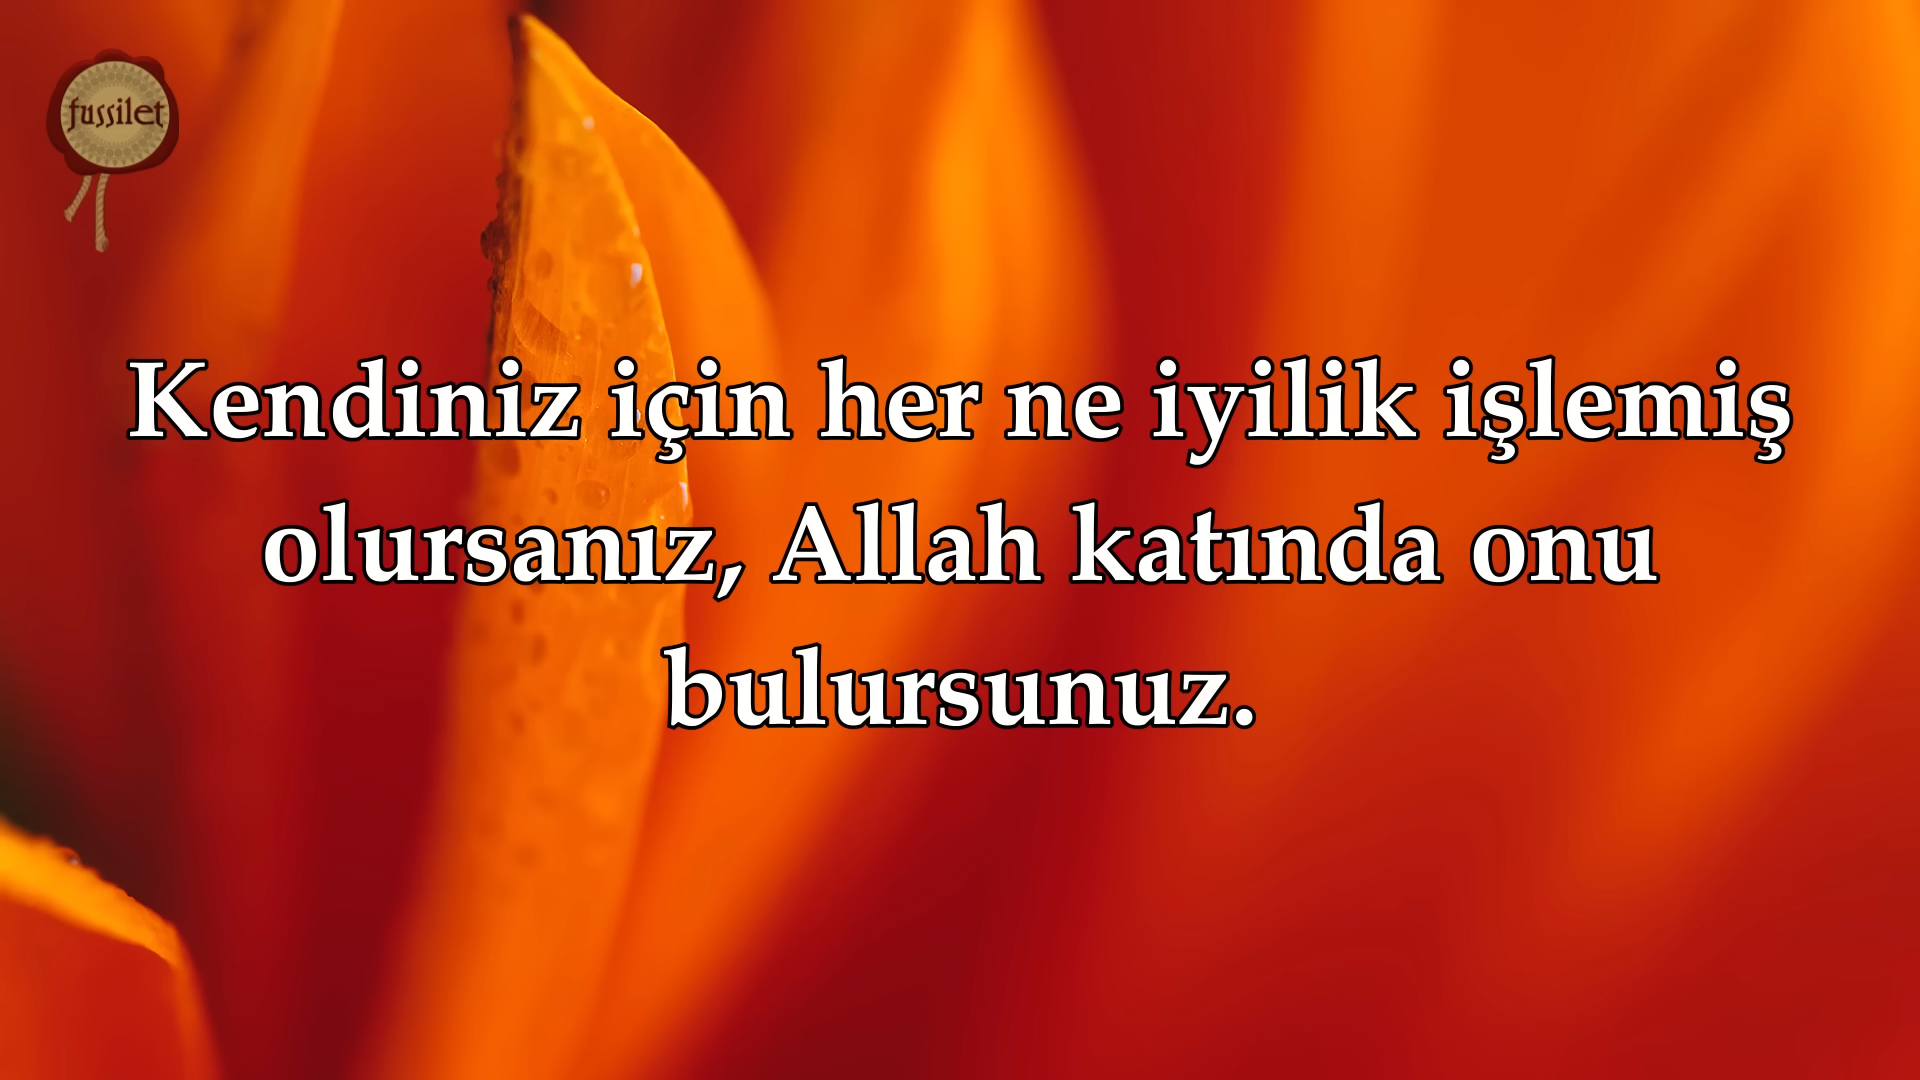 fussilet
Kendiniz için her ne iyilik işlemiş
olursanız, Allah katında onu
bulursunuz.